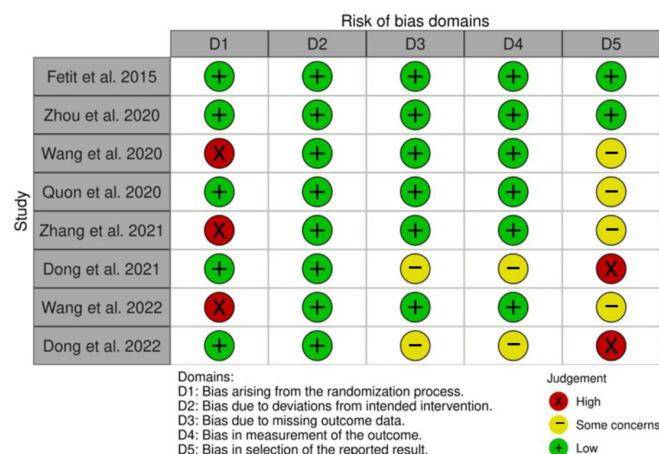 Risk of bias domains
D1 D2 D3 D4 D5
Study
Fetit et al. 2015 + + + + +
Zhou et al. 2020 + + + + +
Wang et al. 2020 X + + + −
Quon et al. 2020 + + + + −
Zhang et al. 2021 X + + + −
Dong et al. 2021 + + − − X
Wang et al. 2022 X + + + −
Dong et al. 2022 + + − − X
Domains:
D1: Bias arising from the randomization process.
D2: Bias due to deviations from intended intervention.
D3: Bias due to missing outcome data.
D4: Bias in measurement of the outcome.
D5: Bias in selection of the reported result.
Judgement
X High
− Some concerns
+ Low